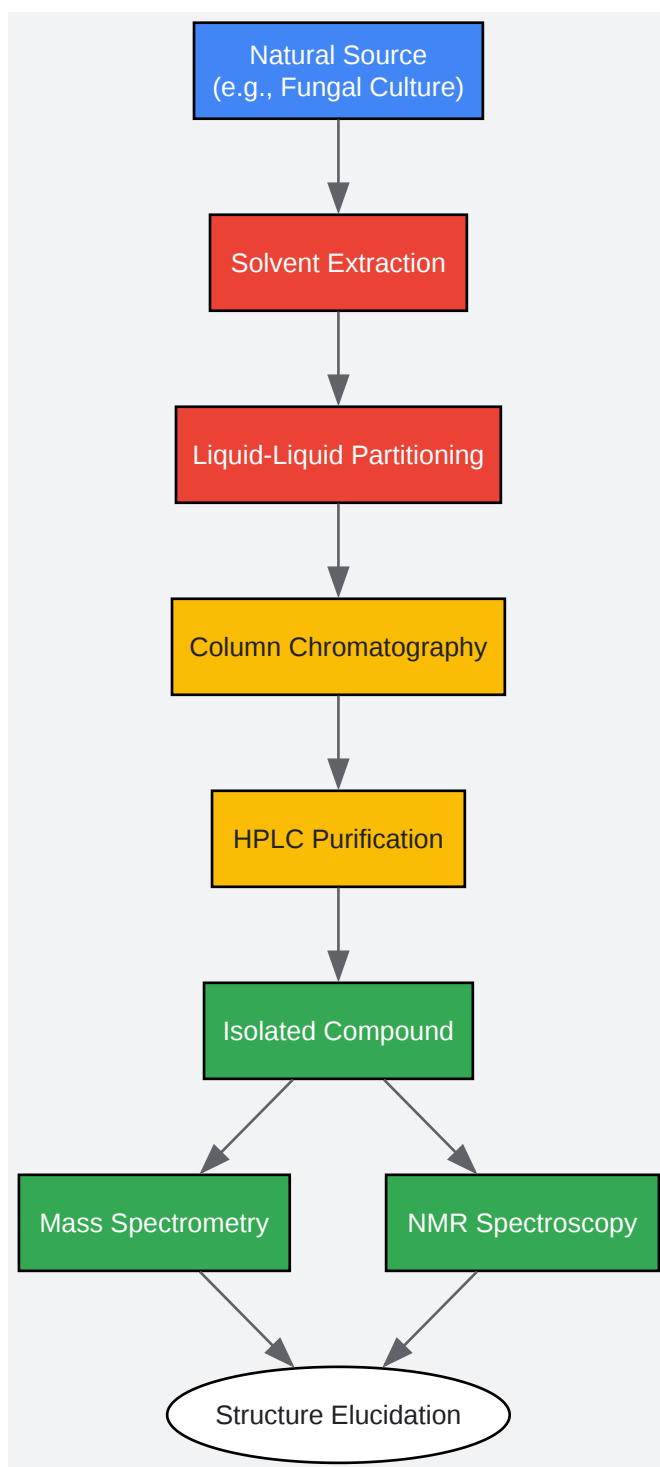 Natural Source
(e.g., Fungal Culture)
Solvent Extraction
Liquid-Liquid Partitioning
Column Chromatography
HPLC Purification
Isolated Compound
Mass Spectrometry
NMR Spectroscopy
Structure Elucidation